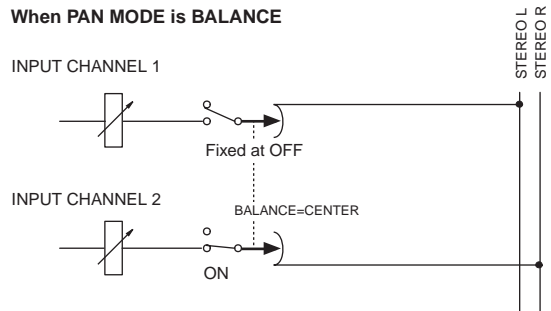 When PAN MODE is BALANCE
STEREO L
STEREO R
INPUT CHANNEL 1
Fixed at OFF
INPUT CHANNEL 2
BALANCE=CENTER
ON